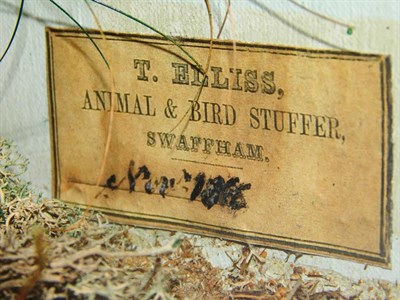 T. ELLISS,
ANIMAL & BIRD STUFFER,
SWAFFHAM.